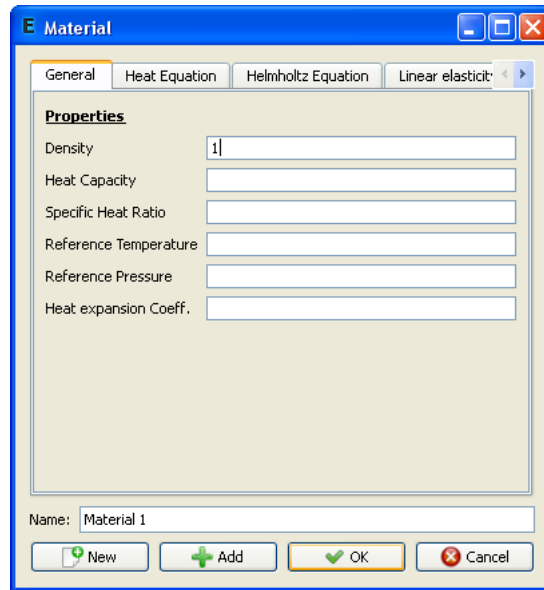 E Material
General Heat Equation Helmholtz Equation Linear elasticit
Properties
Density 1
Heat Capacity
Specific Heat Ratio
Reference Temperature
Reference Pressure
Heat expansion Coeff.
Name: Material 1
New Add OK Cancel